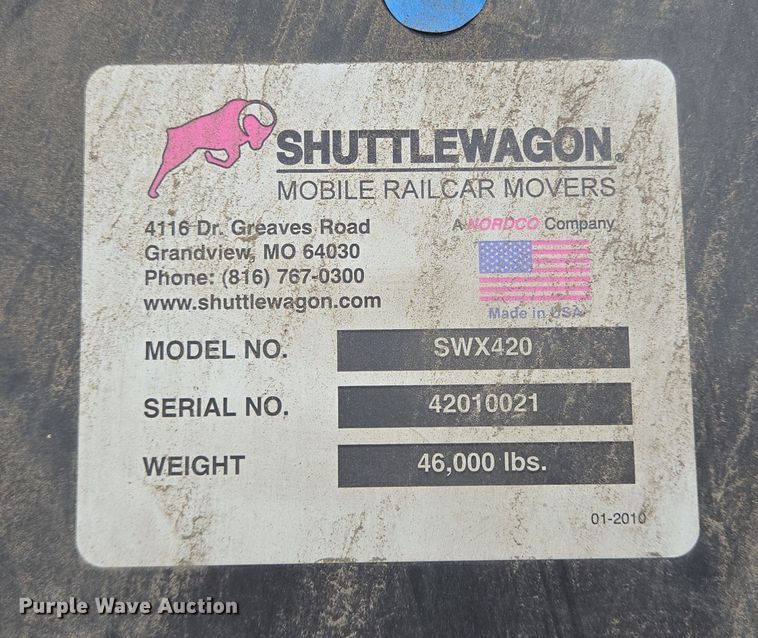 SHUTTLEWAGON®
MOBILE RAILCAR MOVERS
4116 Dr. Greaves Road
Grandview, MO 64030
Phone: (816) 767-0300
www.shuttlewagon.com
A NORDCO Company
Made in USA
MODEL NO. SWX420
SERIAL NO. 42010021
WEIGHT 46,000 lbs.
01-2010
Purple Wave Auction